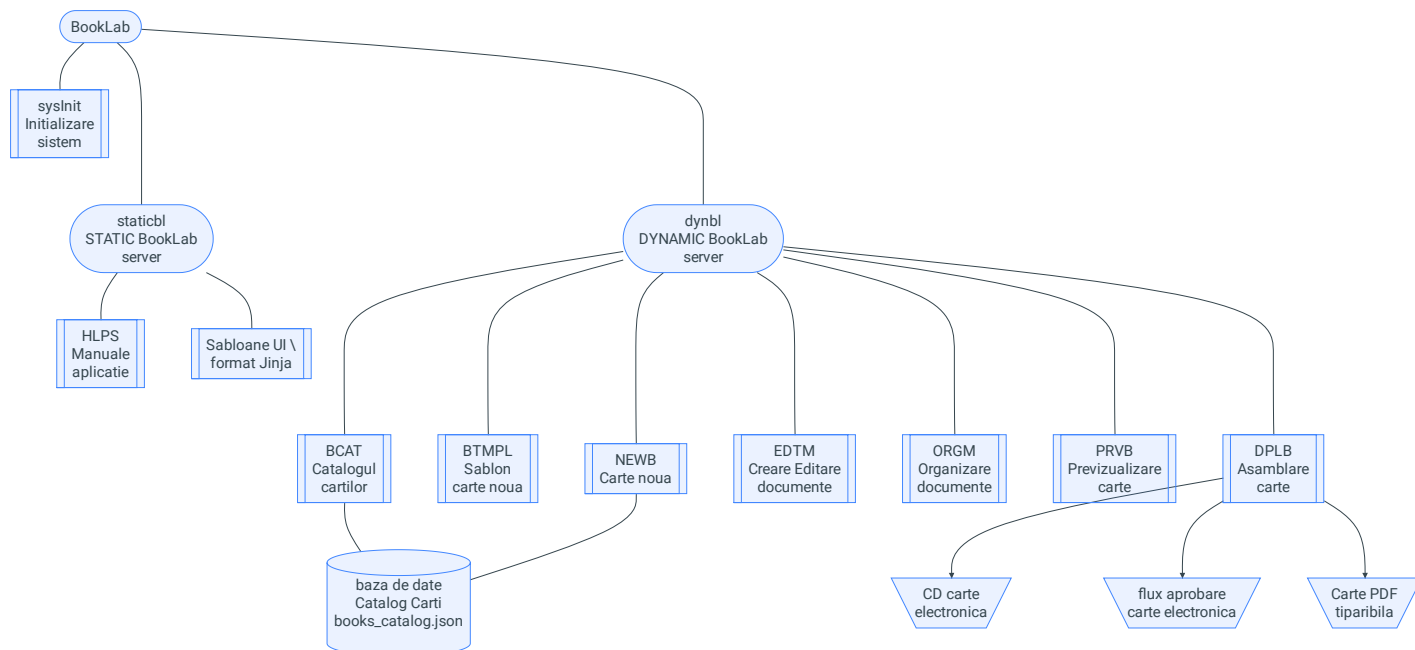 BookLab
sysInit
Initializare
sistem
staticbl
STATIC BookLab
server
dynbl
DYNAMIC BookLab
server
HLPS
Manuale
aplicatie
Sabloane UI \
format Jinja
BCAT
Catalogul
cartilor
BTMPL
Sablon
carte noua
NEWB
Carte noua
EDTM
Creare Editare
documente
ORGM
Organizare
documente
PRVB
Previzualizare
carte
DPLB
Asamblare
carte
baza de date
Catalog Carti
books_catalog.json
CD carte
electronica
flux aprobare
carte electronica
Carte PDF
tiparibila